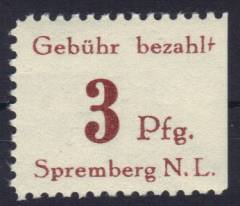 Gebühr bezahlt
3 Pfg.
Spremberg N.L.